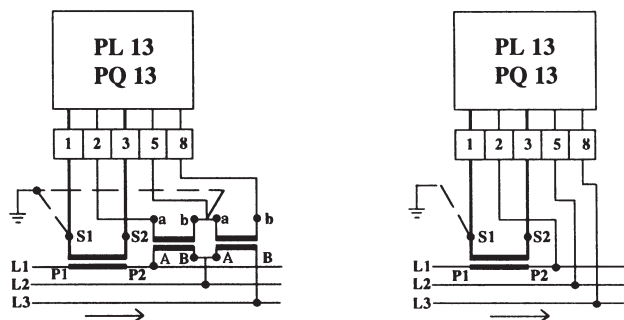 PL 13
PQ 13
1 2 3 5 8
a b a b
S1 S2
L1 P1 P2 A B A B
L2
L3
PL 13
PQ 13
1 2 3 5 8
S1 S2
L1 P1 P2
L2
L3